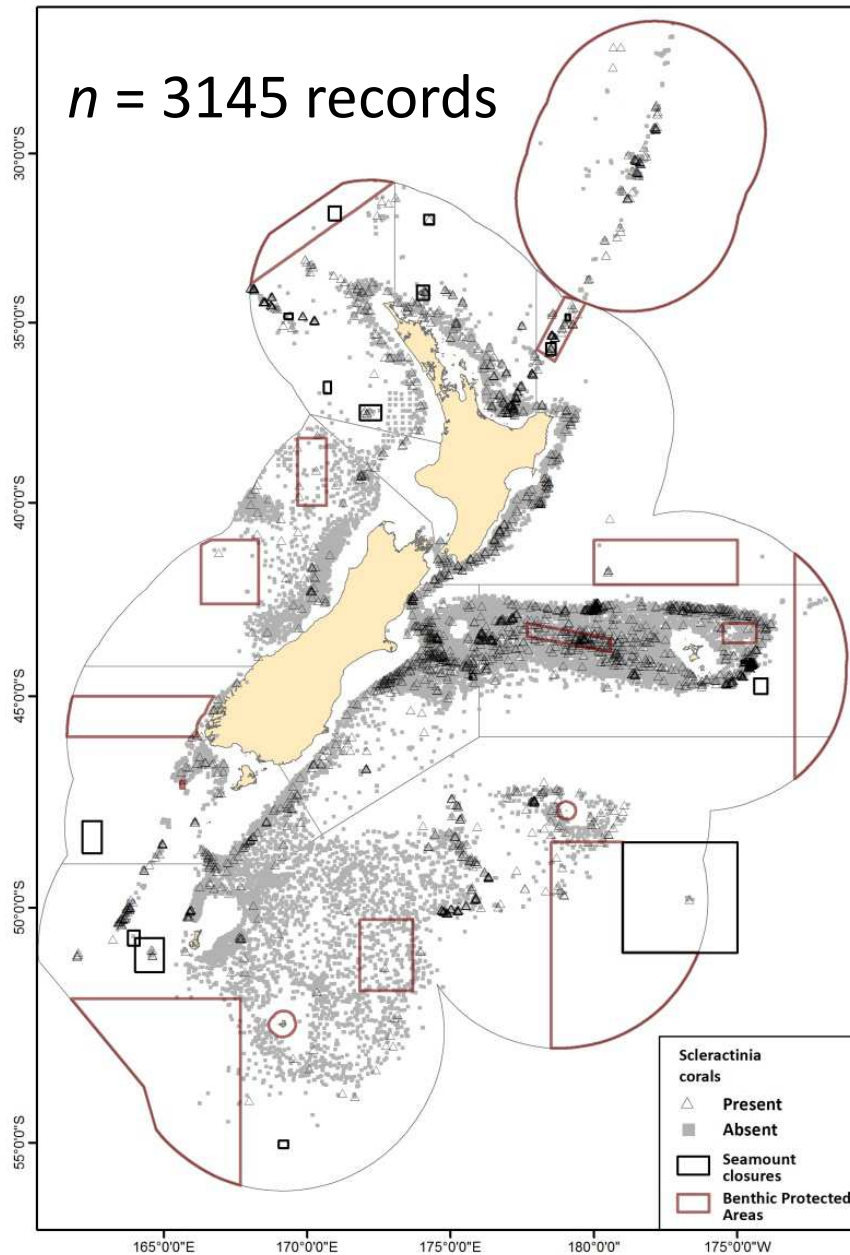 n = 3145 records
30°0'0"S
35°0'0"S
40°0'0"S
45°0'0"S
50°0'0"S
55°0'0"S
Scleractinia
corals
Present
Absent
Seamount
closures
Benthic Protected
Areas
165°0'0"E
170°0'0"E
175°0'0"E
180°0'0"
175°0'0"W